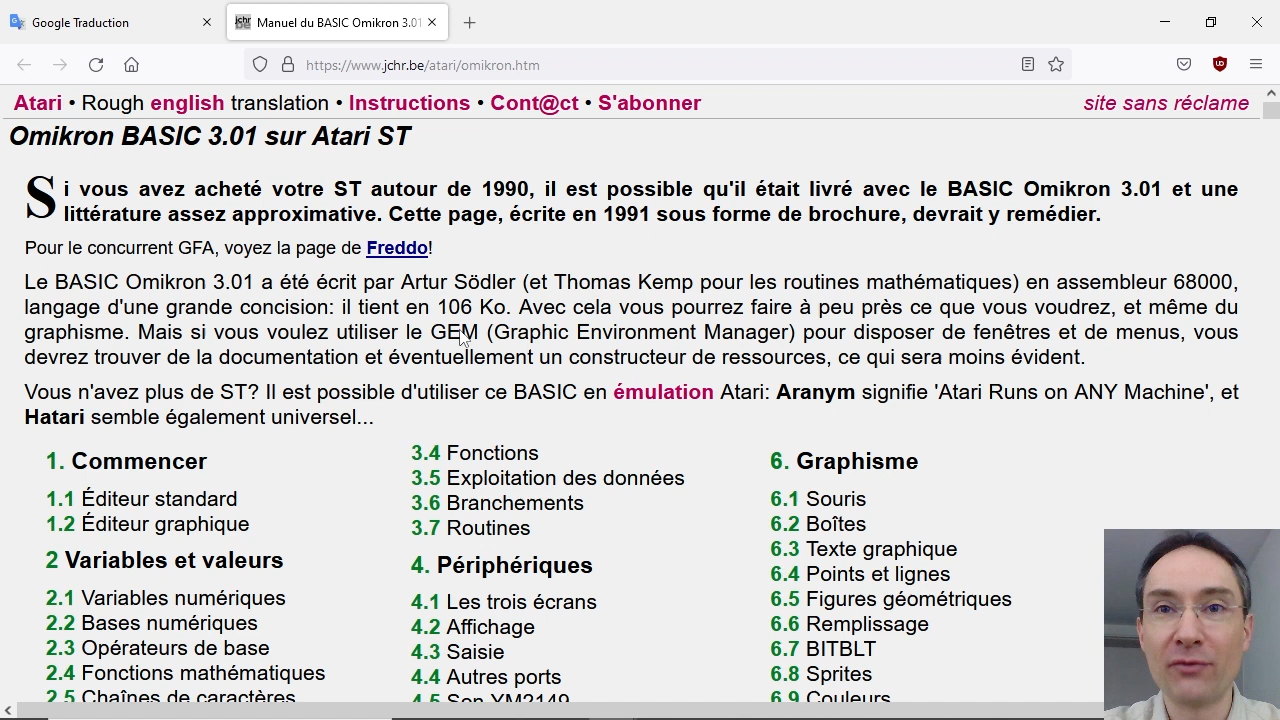 Google Traduction
Manuel du BASIC Omikron 3.01
https://www.jchr.be/atari/omikron.htm
Atari • Rough english translation • Instructions • Cont@ct • S'abonner
site sans réclame
Omikron BASIC 3.01 sur Atari ST
Si vous avez acheté votre ST autour de 1990, il est possible qu'il était livré avec le BASIC Omikron 3.01 et une
littérature assez approximative. Cette page, écrite en 1991 sous forme de brochure, devrait y remédier.
Pour le concurrent GFA, voyez la page de Freddo!
Le BASIC Omikron 3.01 a été écrit par Artur Södler (et Thomas Kemp pour les routines mathématiques) en assembleur 68000,
langage d'une grande concision: il tient en 106 Ko. Avec cela vous pourrez faire à peu près ce que vous voudrez, et même du
graphisme. Mais si vous voulez utiliser le GEM (Graphic Environment Manager) pour disposer de fenêtres et de menus, vous
devrez trouver de la documentation et éventuellement un constructeur de ressources, ce qui sera moins évident.
Vous n'avez plus de ST? Il est possible d'utiliser ce BASIC en émulation Atari: Aranym signifie 'Atari Runs on ANY Machine', et
Hatari semble également universel...
1. Commencer
1.1 Éditeur standard
1.2 Éditeur graphique
2 Variables et valeurs
2.1 Variables numériques
2.2 Bases numériques
2.3 Opérateurs de base
2.4 Fonctions mathématiques
2.5 Chaînes de caractères
3.4 Fonctions
3.5 Exploitation des données
3.6 Branchements
3.7 Routines
4. Périphériques
4.1 Les trois écrans
4.2 Affichage
4.3 Saisie
4.4 Autres ports
4.5 Son YM2149
6. Graphisme
6.1 Souris
6.2 Boîtes
6.3 Texte graphique
6.4 Points et lignes
6.5 Figures géométriques
6.6 Remplissage
6.7 BITBLT
6.8 Sprites
6.9 Couleurs